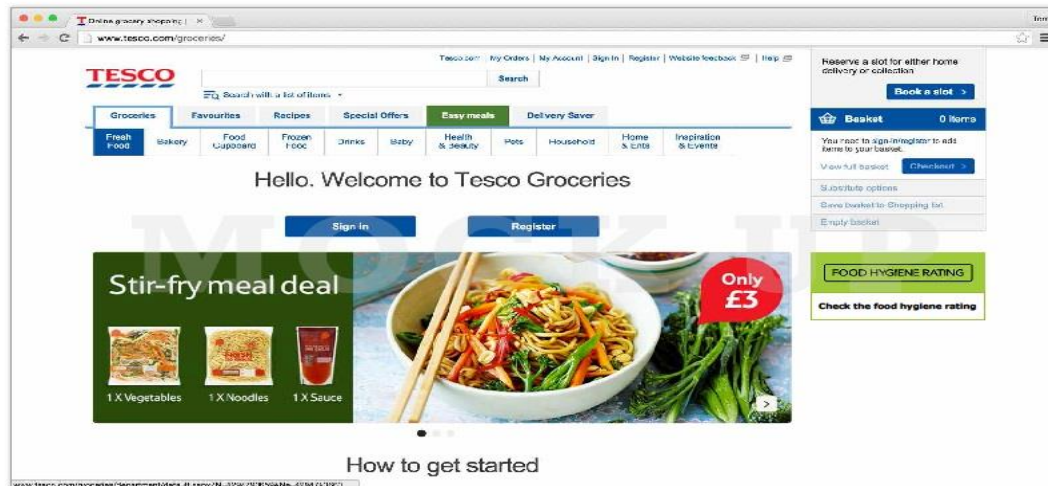 Online grocery shopping |
Tom
www.tesco.com/groceries/
Tesco.com | My Orders | My Account | Sign In | Register | Website feedback | Help
TESCO
Search
Search with a list of items
Groceries Favourites Recipes Special Offers Easy meals Delivery Saver
Fresh Food Bakery Food Cupboard Frozen Food Drinks Baby Health & Beauty Pets Household Home & Ents Inspiration & Events
Hello. Welcome to Tesco Groceries
Sign in Register
MOCK UP
Stir-fry meal deal
Only
£3
FRESH
1 X Vegetables 1 X Noodles 1 X Sauce
How to get started
Reserve a slot for either home
delivery or collection
Book a slot >
Basket 0 items
You need to sign-in/register to add
items to your basket.
View full basket Checkout >
Substitute options
Save basket to Shopping list
Empty basket
FOOD HYGIENE RATING
Check the food hygiene rating